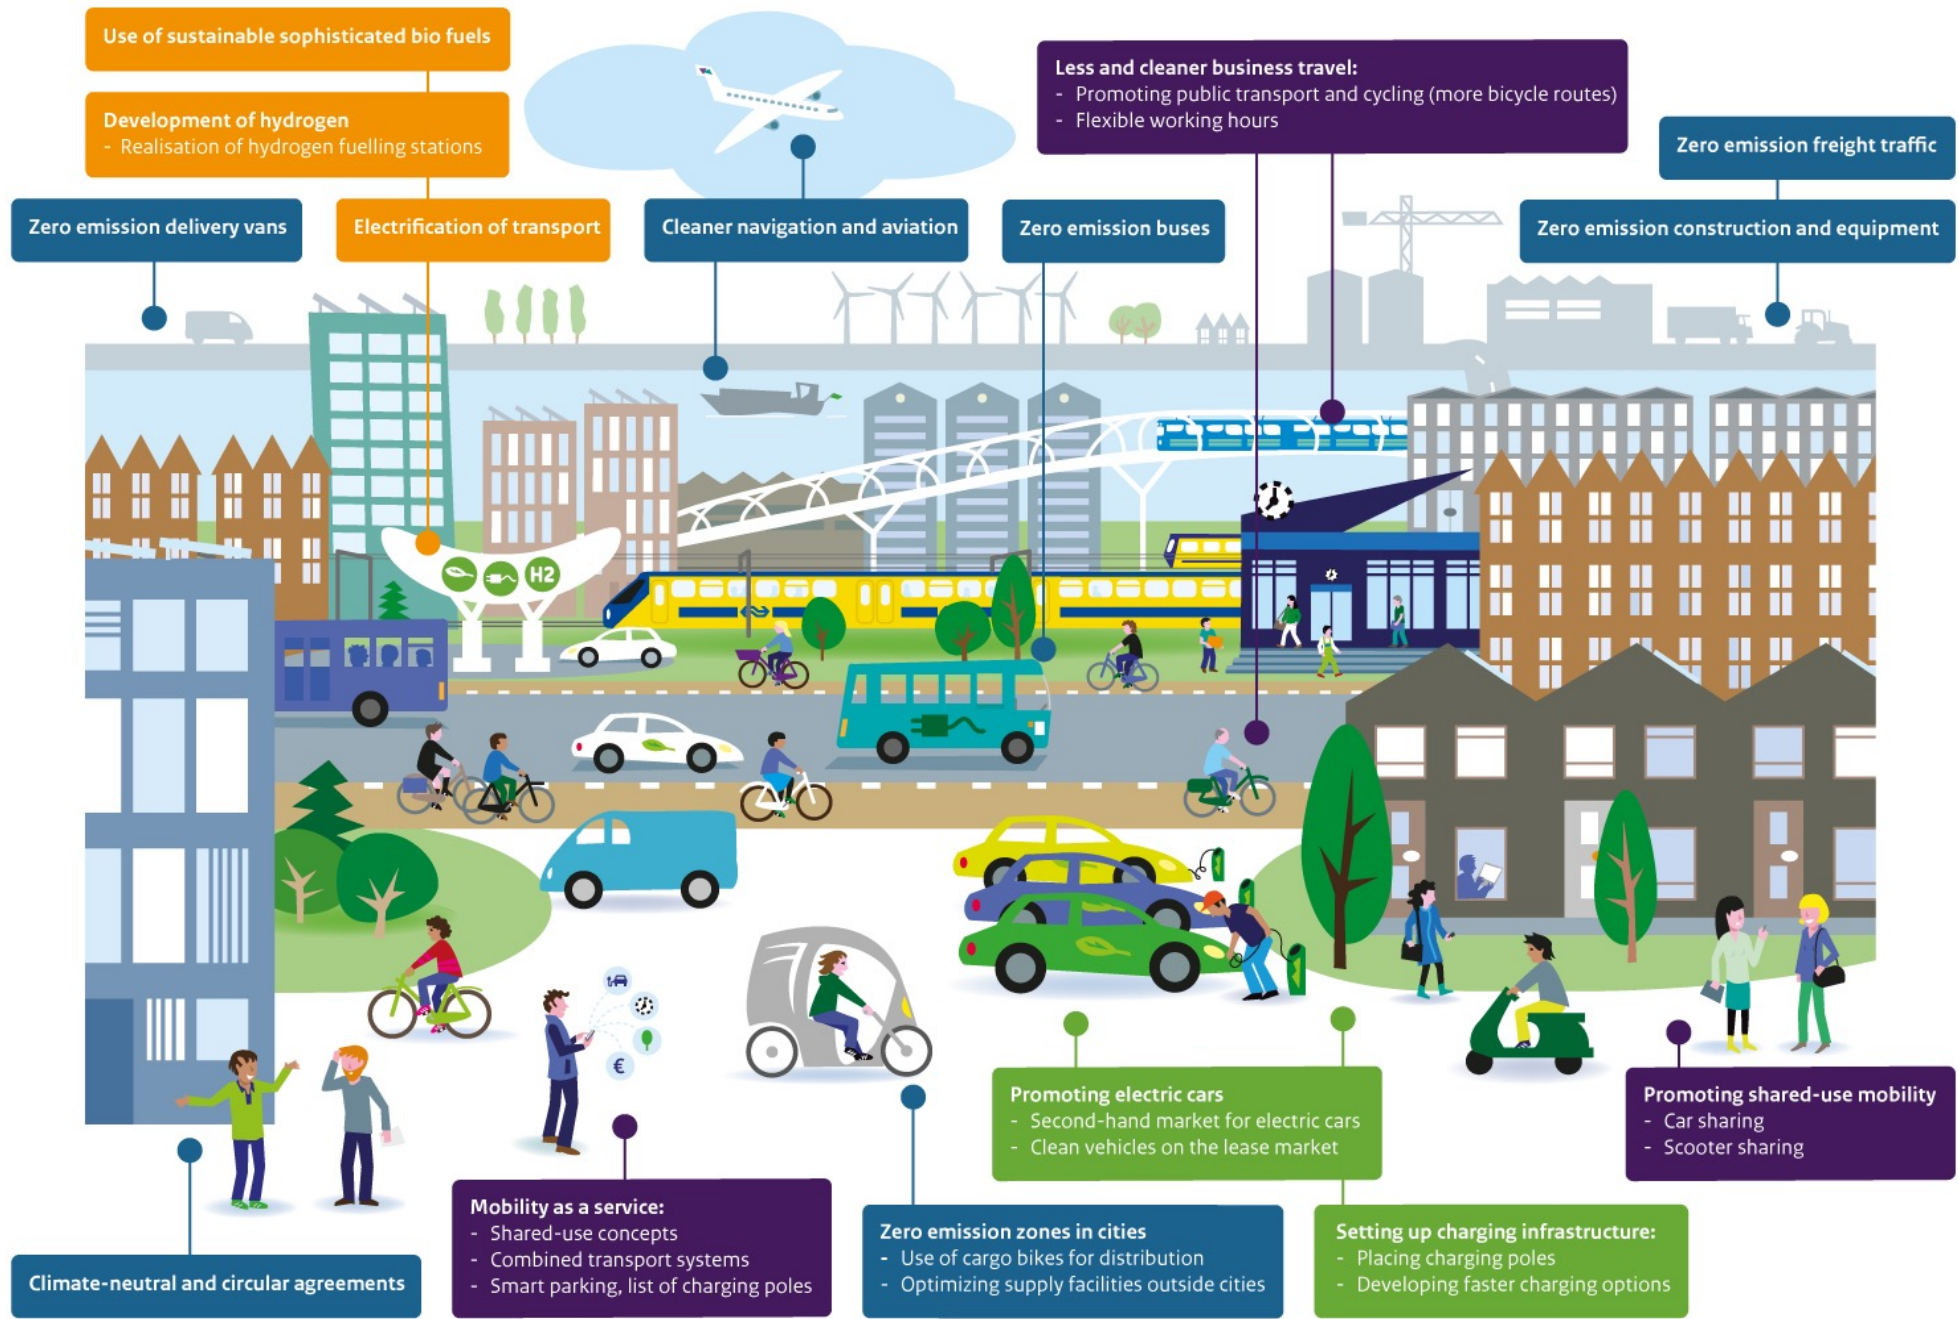 Use of sustainable sophisticated bio fuels
Development of hydrogen
- Realisation of hydrogen fuelling stations
Less and cleaner business travel:
- Promoting public transport and cycling (more bicycle routes)
- Flexible working hours
Zero emission freight traffic
Zero emission delivery vans
Electrification of transport
Cleaner navigation and aviation
Zero emission buses
Zero emission construction and equipment
H2
€
Promoting electric cars
- Second-hand market for electric cars
- Clean vehicles on the lease market
Promoting shared-use mobility
- Car sharing
- Scooter sharing
Mobility as a service:
- Shared-use concepts
- Combined transport systems
- Smart parking, list of charging poles
Zero emission zones in cities
- Use of cargo bikes for distribution
- Optimizing supply facilities outside cities
Setting up charging infrastructure:
- Placing charging poles
- Developing faster charging options
Climate-neutral and circular agreements